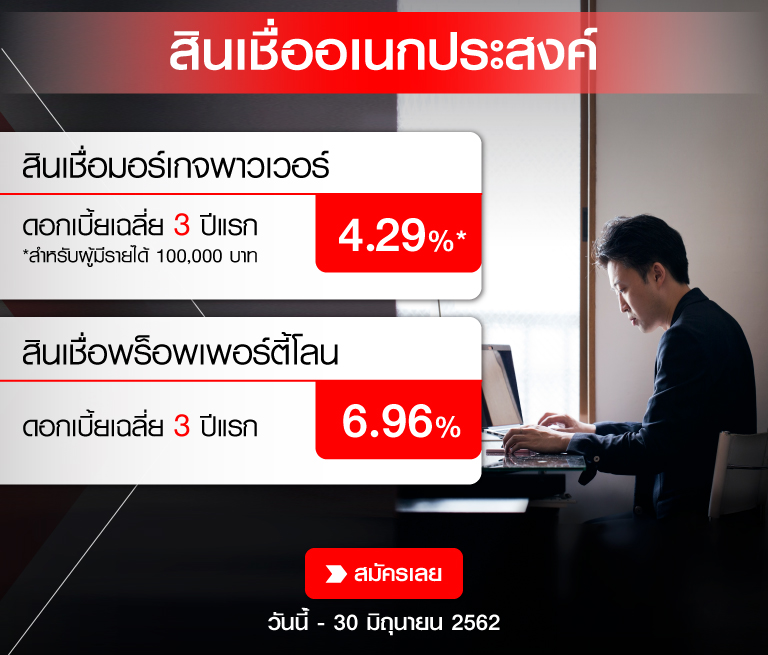 สินเชื่ออเนกประสงค์
สินเชื่อมอร์เกจพาวเวอร์
ดอกเบี้ยเฉลี่ย 3 ปีแรก
*สำหรับผู้มีรายได้ 100,000 บาท
4.29%*
สินเชื่อพร็อพเพอร์ตี้โลน
ดอกเบี้ยเฉลี่ย 3 ปีแรก
6.96%
สมัครเลย
วันนี้ - 30 มิถุนายน 2562